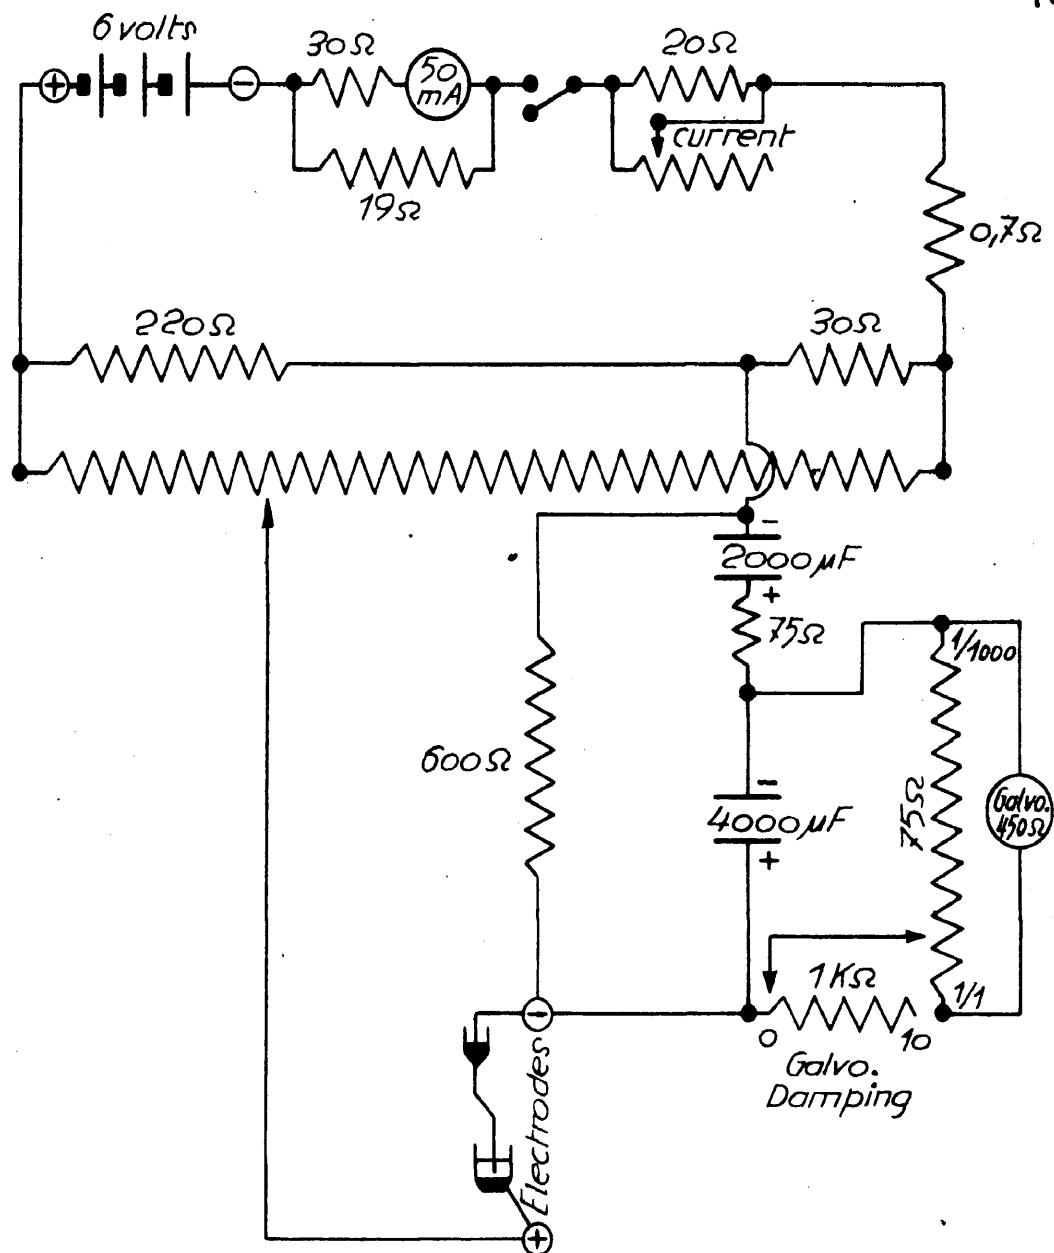 6 volts
+ −
30Ω
50
mA
20Ω
current
19Ω
0,7Ω
220Ω
30Ω
r
−
2000μF
+
75Ω
1/1000
600Ω
−
4000μF
+
75Ω
Galvo.
450Ω
1KΩ
1/1
−
0
10
Galvo.
Damping
Electrodes
+